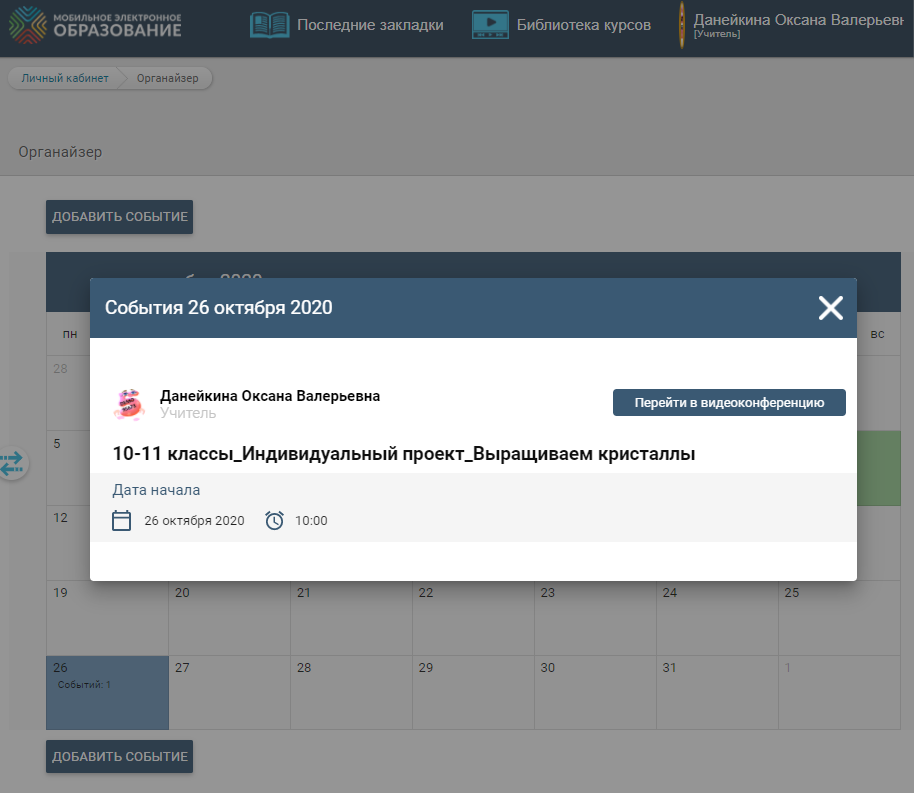 МОБИЛЬНОЕ ЭЛЕКТРОННОЕ
ОБРАЗОВАНИЕ
Последние закладки
Библиотека курсов
Данейкина Оксана Валерьевн
[Учитель]
Личный кабинет
Органайзер
Органайзер
ДОБАВИТЬ СОБЫТИЕ
События 26 октября 2020
пн
вс
28
Данейкина Оксана Валерьевна
Учитель
Перейти в видеоконференцию
5
10-11 классы_Индивидуальный проект_Выращиваем кристаллы
Дата начала
12
26 октября 2020
10:00
19
20
21
22
23
24
25
26
Событий: 1
27
28
29
30
31
1
ДОБАВИТЬ СОБЫТИЕ